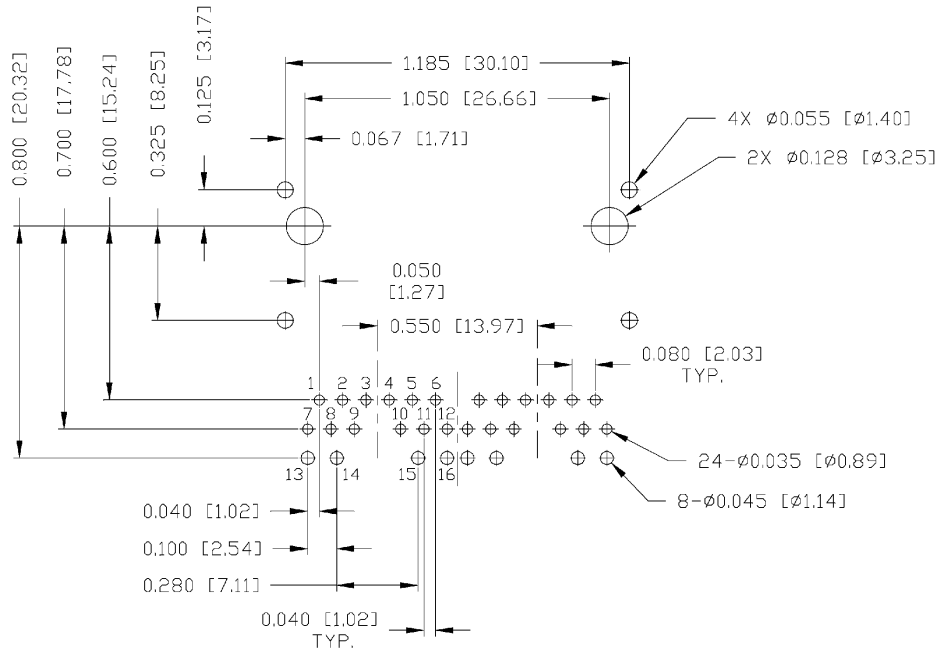 0.800 [20.32]
0.700 [17.78]
0.600 [15.24]
0.325 [8.25]
0.125 [3.17]
1.185 [30.10]
1.050 [26.66]
0.067 [1.71]
4X Ø0.055 [Ø1.40]
2X Ø0.128 [Ø3.25]
0.050
[1.27]
0.550 [13.97]
0.080 [2.03]
TYP.
1 2 3 4 5 6
7 8 9 10 11 12
13 14 15 16
24-Ø0.035 [Ø0.89]
8-Ø0.045 [Ø1.14]
0.040 [1.02]
0.100 [2.54]
0.280 [7.11]
0.040 [1.02]
TYP.